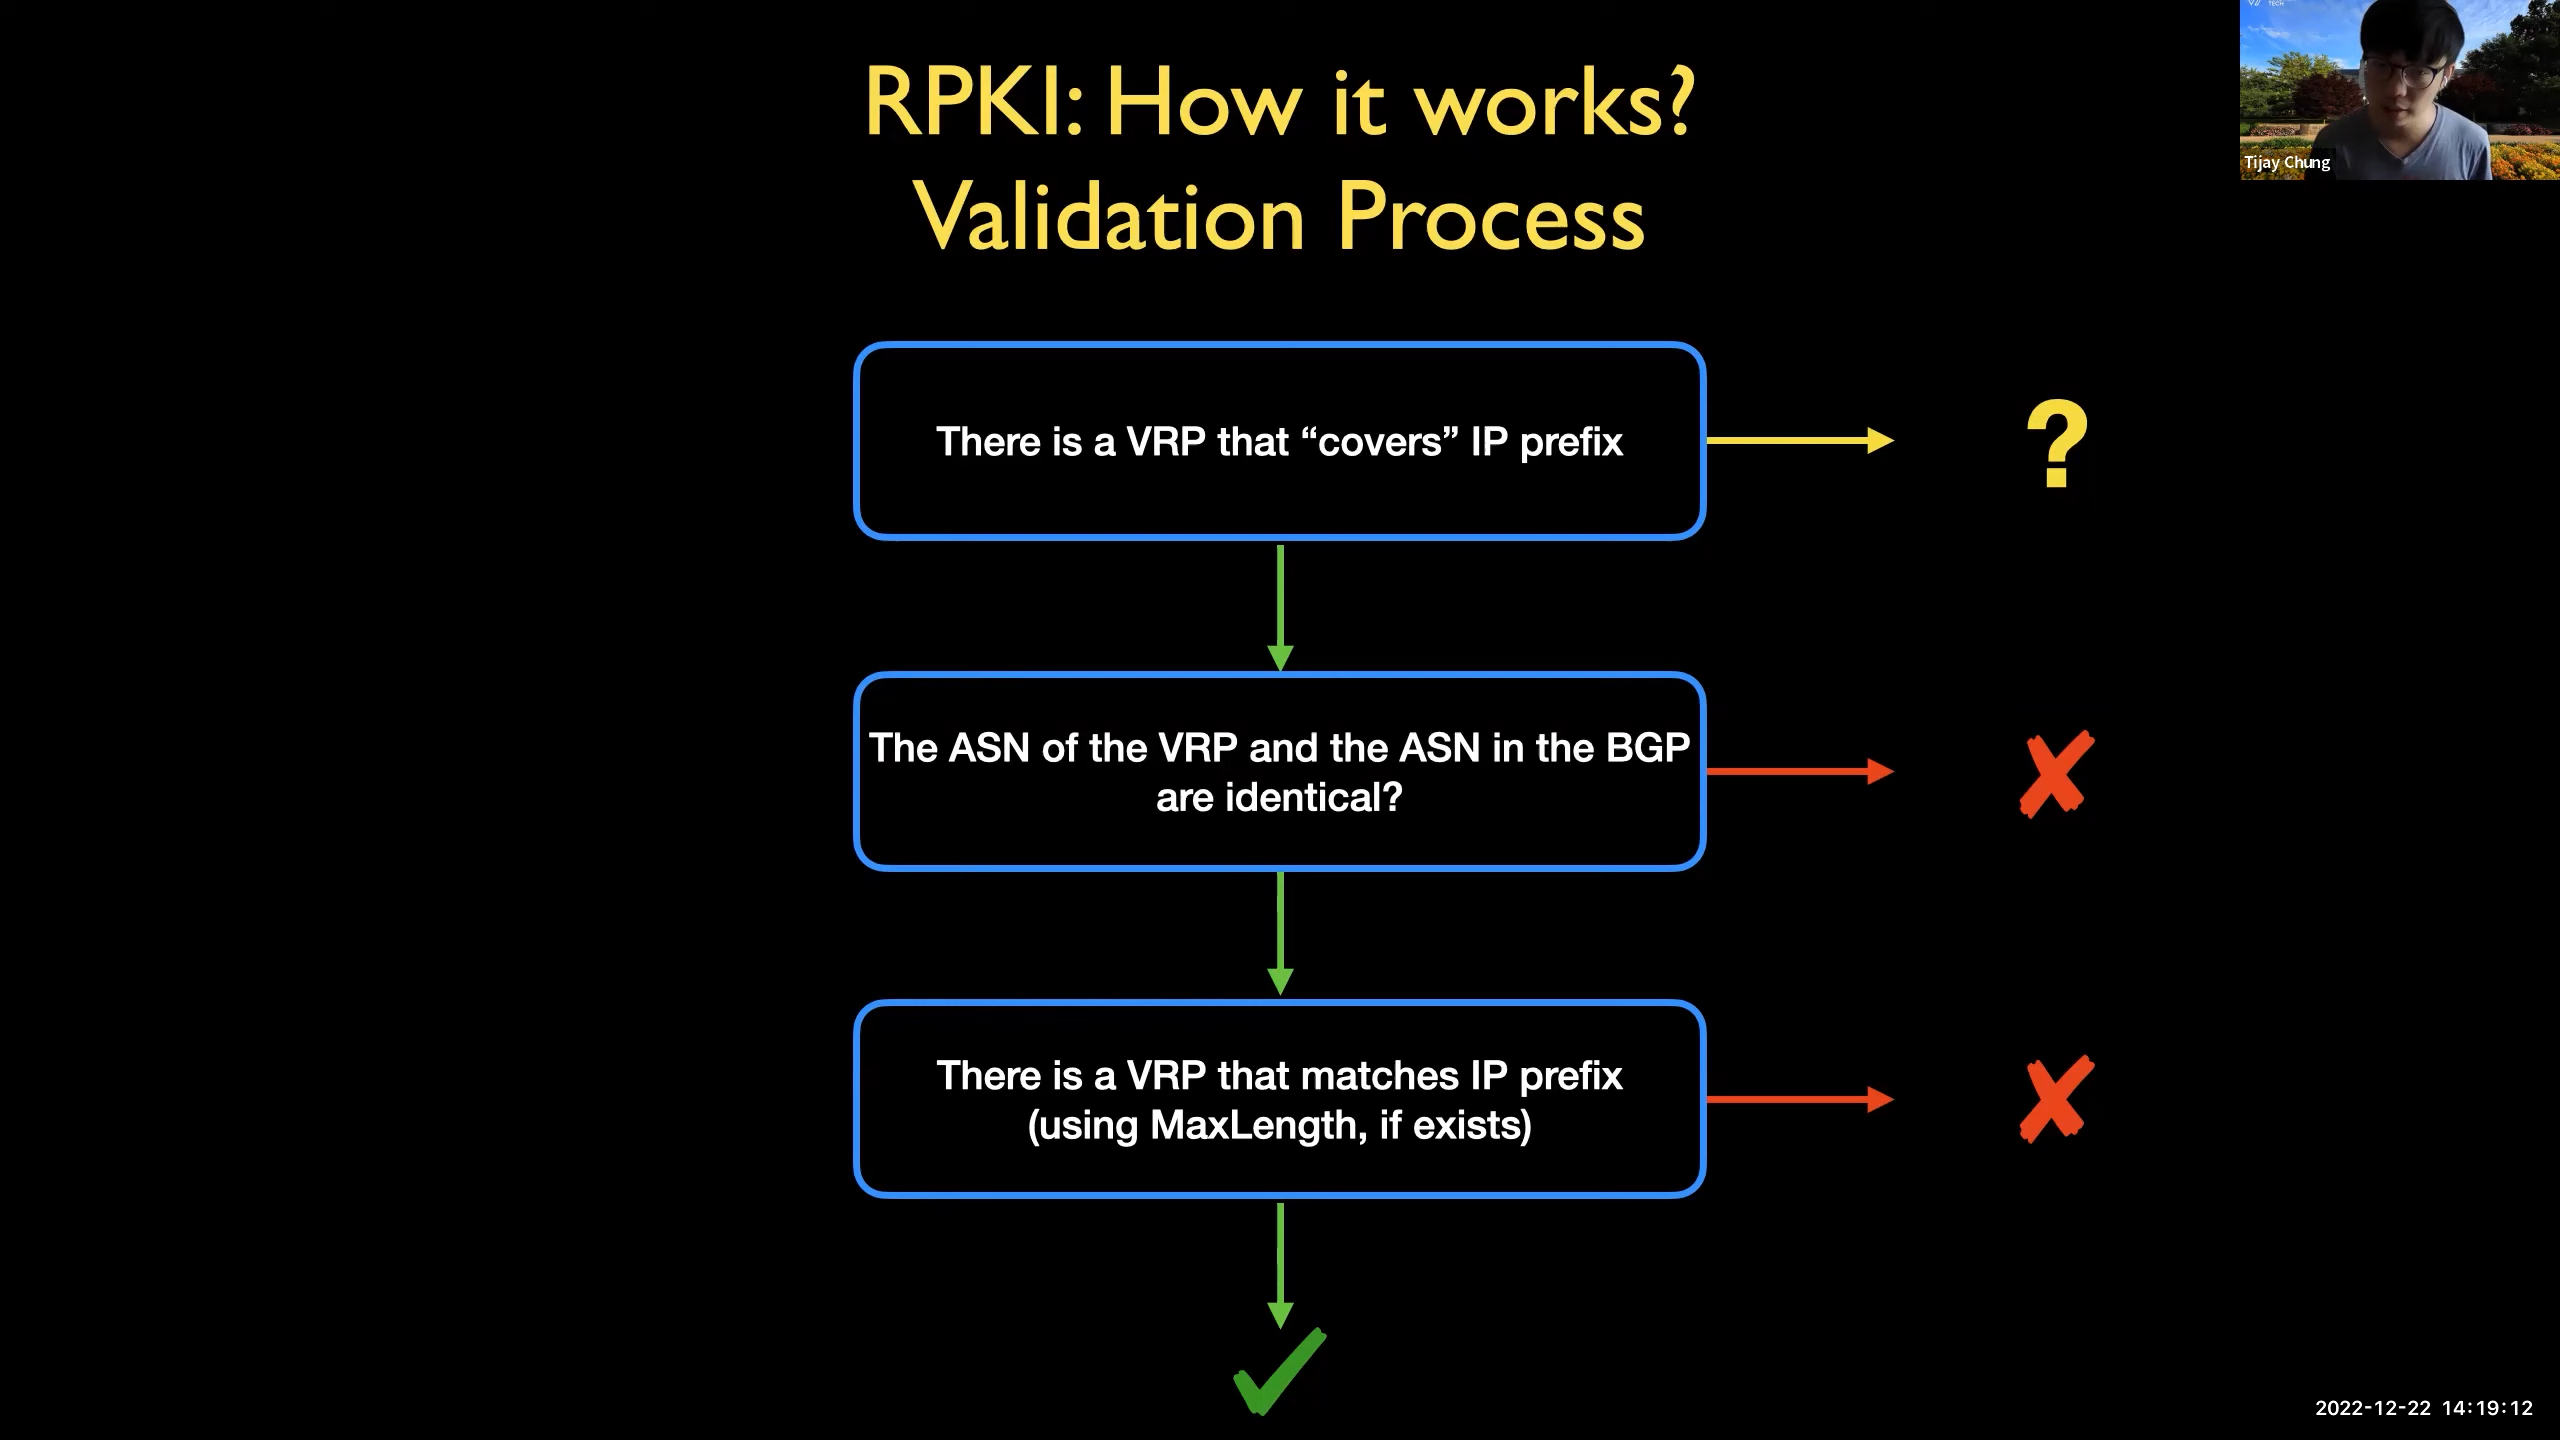 RPKI: How it works?
Validation Process
TECH
Tijay Chung
There is a VRP that “covers” IP prefix
?
The ASN of the VRP and the ASN in the BGP
are identical?
There is a VRP that matches IP prefix
(using MaxLength, if exists)
2022-12-22 14:19:12